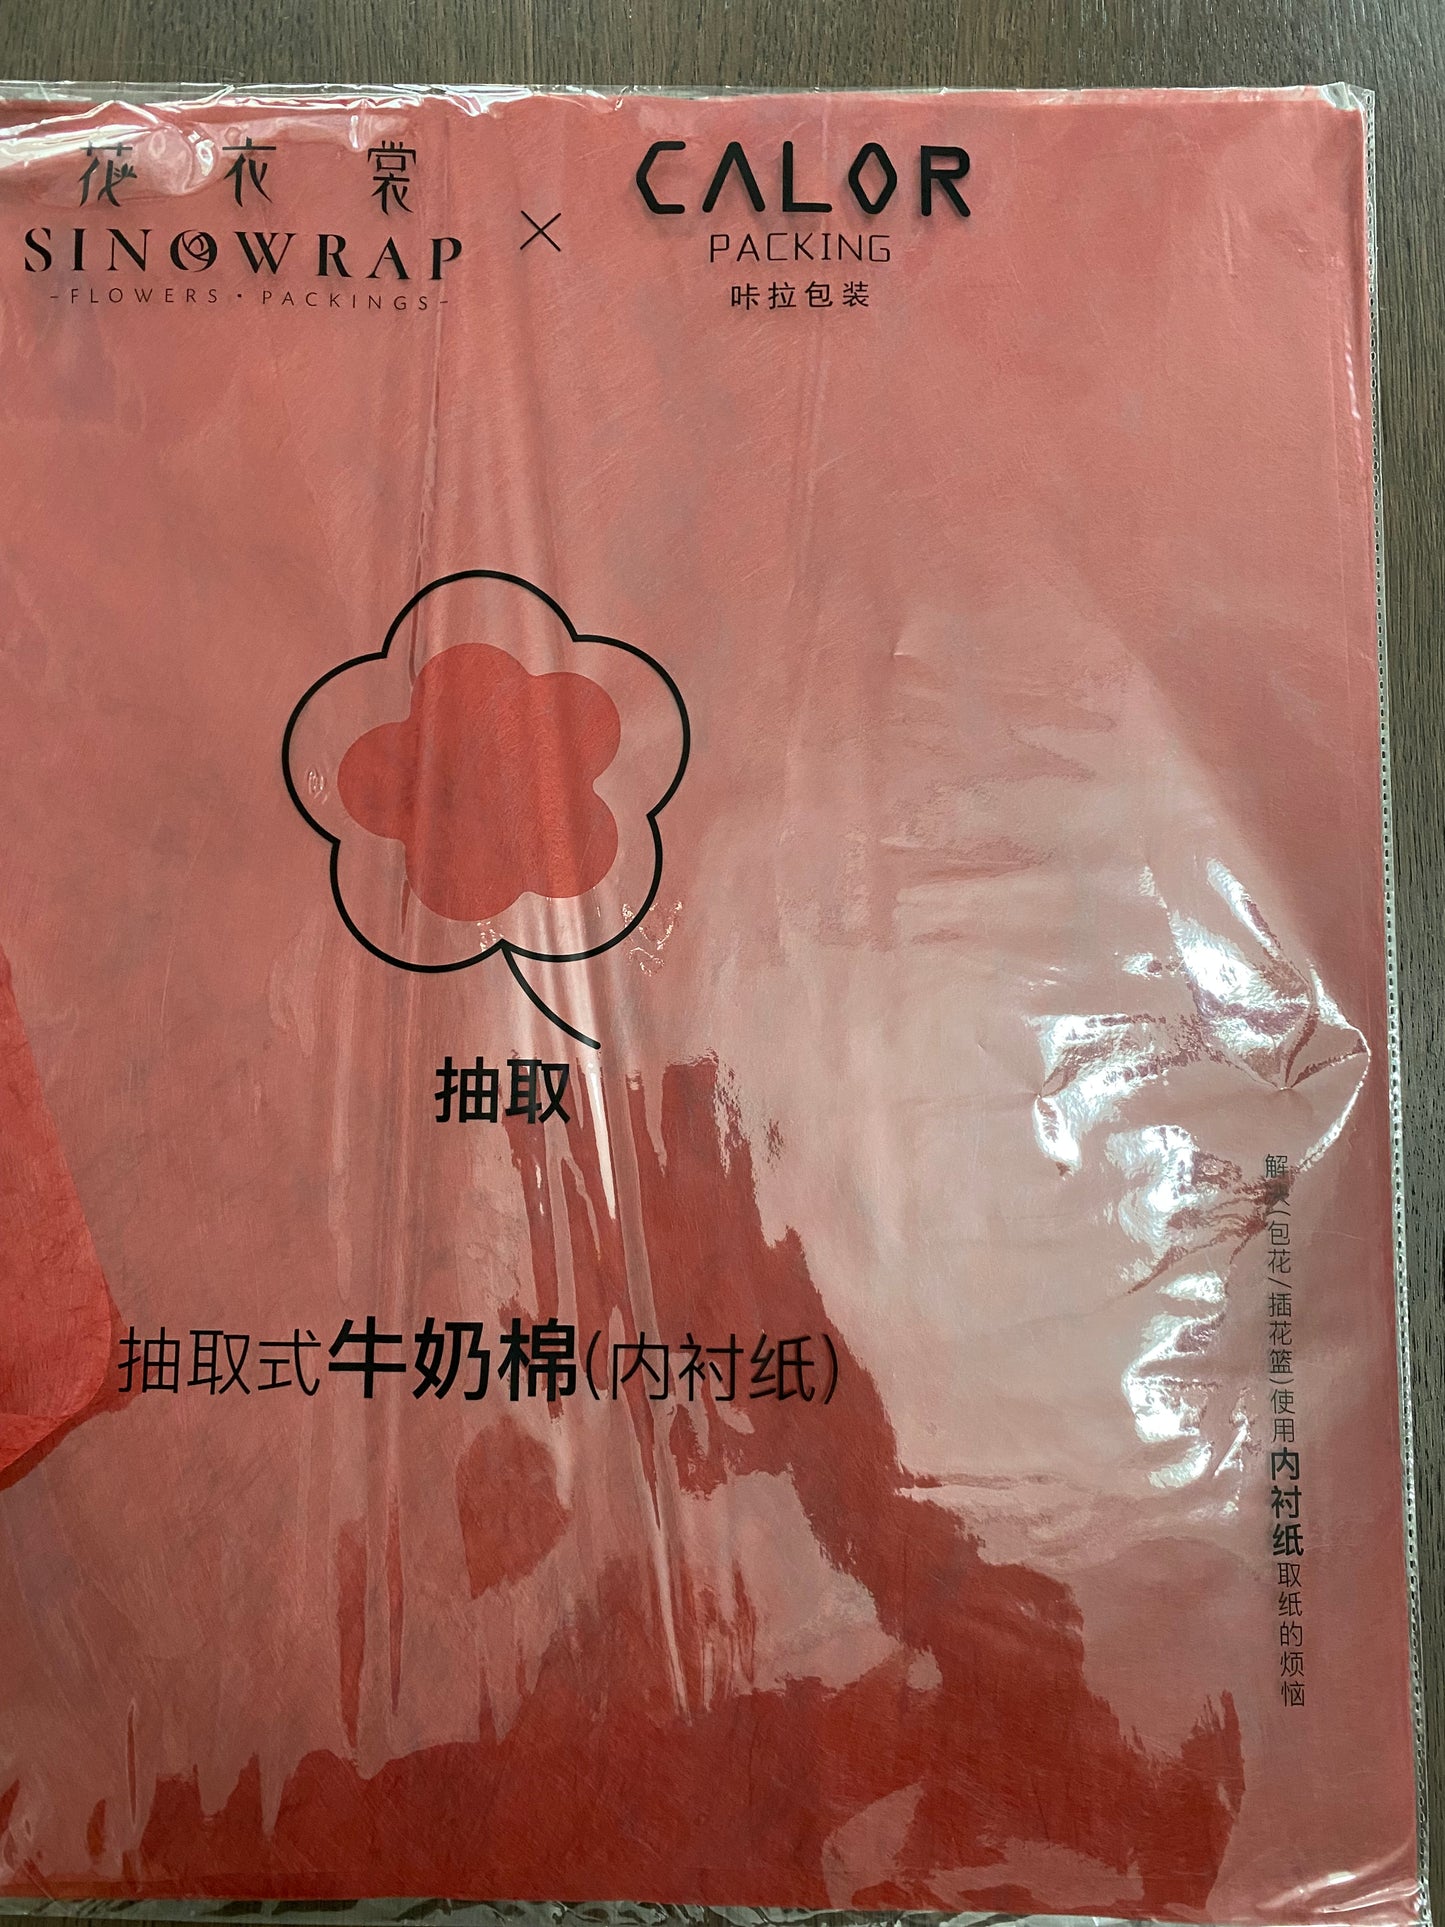 花衣裳
SINOWRAP
-FLOWERS·PACKINGS-
×
CALOR
PACKING
咔拉包装
抽取
抽取式牛奶棉(内衬纸)
解决(包花/插花篮)使用内衬纸取纸的烦恼